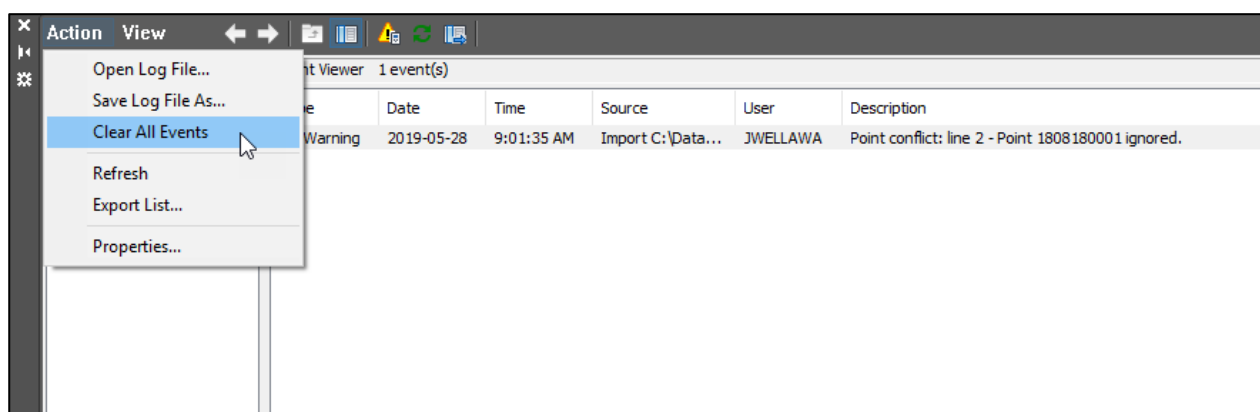 Action View
Open Log File...
nt Viewer 1 event(s)
Save Log File As...
e Date Time Source User Description
Clear All Events
Warning 2019-05-28 9:01:35 AM Import C:\Data... JWELLAWA Point conflict: line 2 - Point 1808180001 ignored.
Refresh
Export List...
Properties...